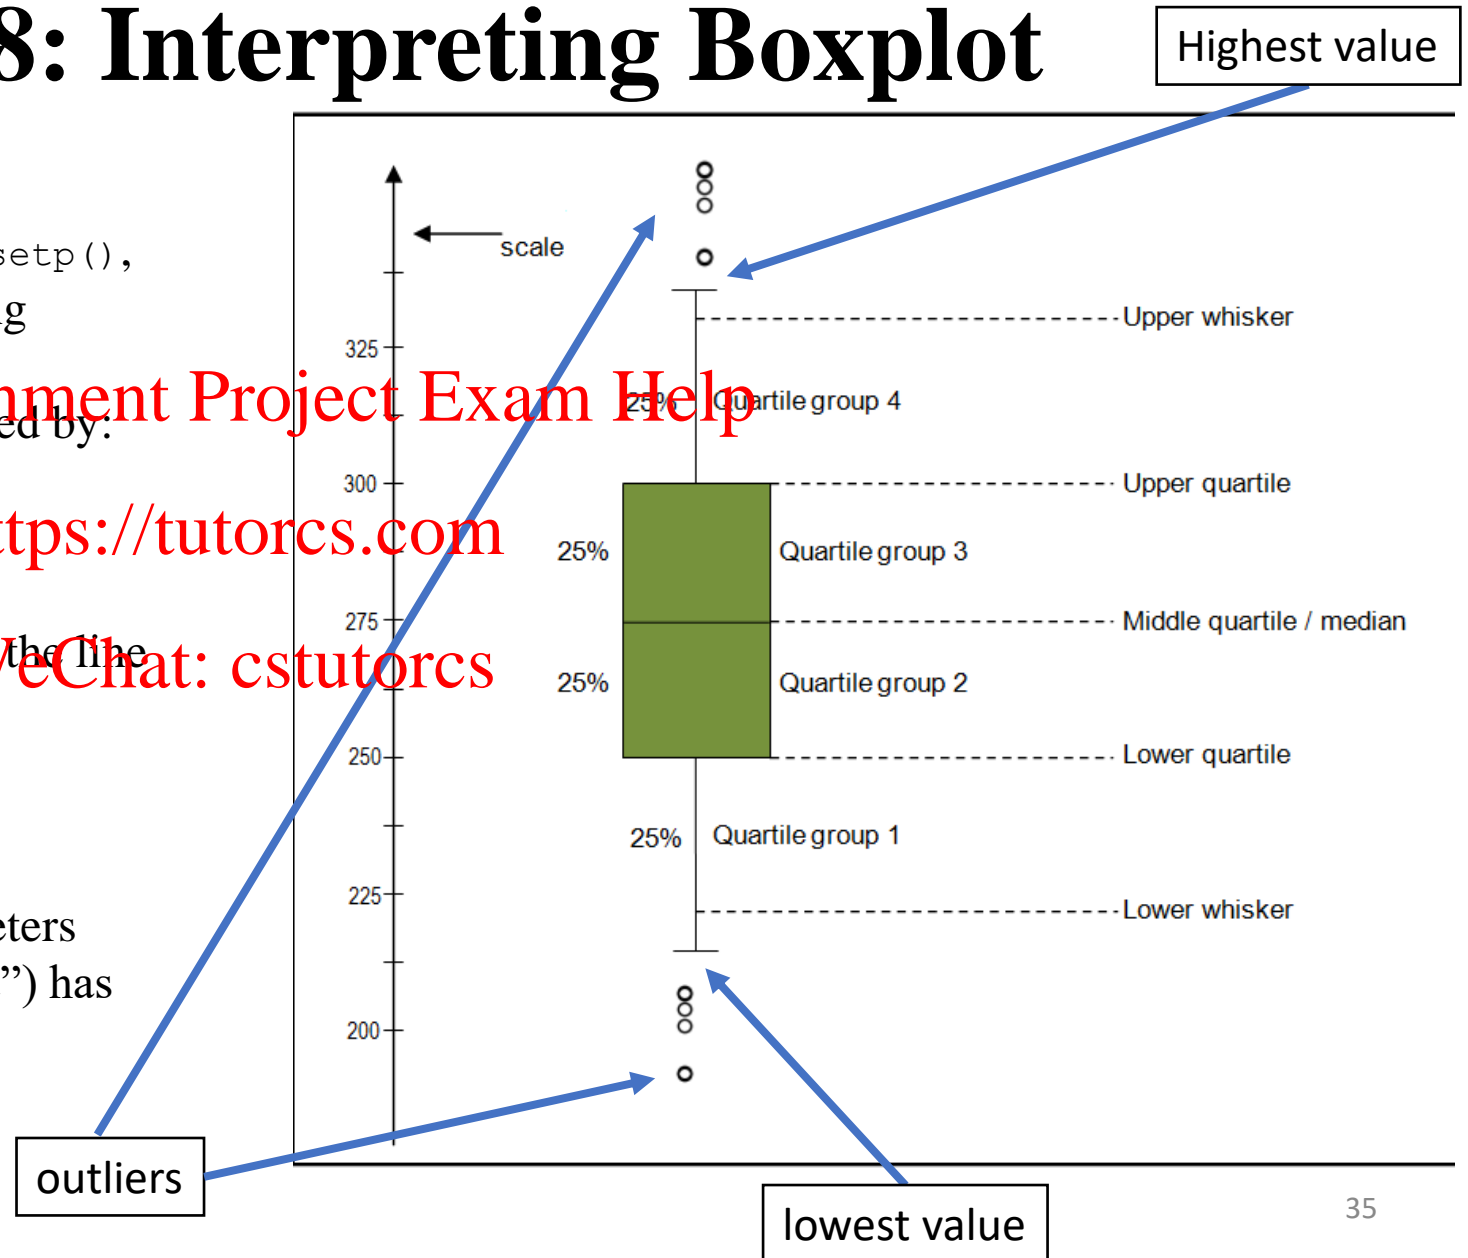 8: Interpreting Boxplot
Highest value
setp(),
g
ed by:
the line
eters
”) has
nment Project Exam Help
ttps://tutorcs.com
VeChat: cstutorcs
scale
325
300
275
250
225
200
Upper whisker
25% Quartile group 4
Upper quartile
25% Quartile group 3
Middle quartile / median
25% Quartile group 2
Lower quartile
25% Quartile group 1
Lower whisker
outliers
lowest value
35